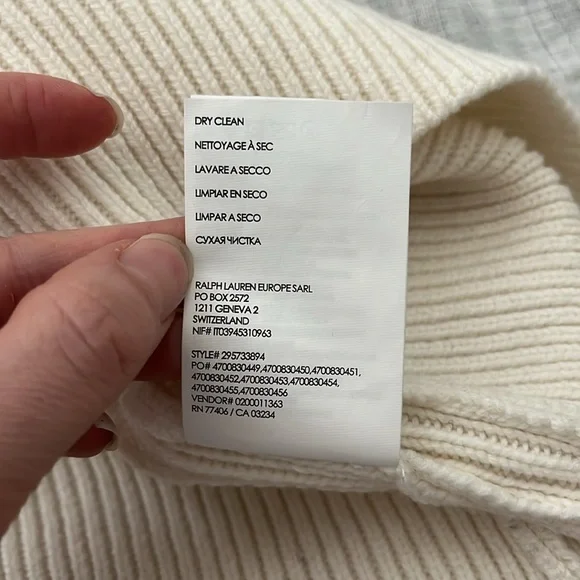 DRY CLEAN
NETTOYAGE À SEC
LAVARE A SECCO
LIMPIAR EN SECO
LIMPAR A SECO
СУХАЯ ЧИСТКА
RALPH LAUREN EUROPE SARL
PO BOX 2572
1211 GENEVA 2
SWITZERLAND
NIF# IT03945310963
STYLE# 295733894
PO# 4700830449,4700830450,4700830451,
4700830452,4700830453,4700830454,
4700830455,4700830456
VENDOR# 0200011363
RN 77406 / CA 03234